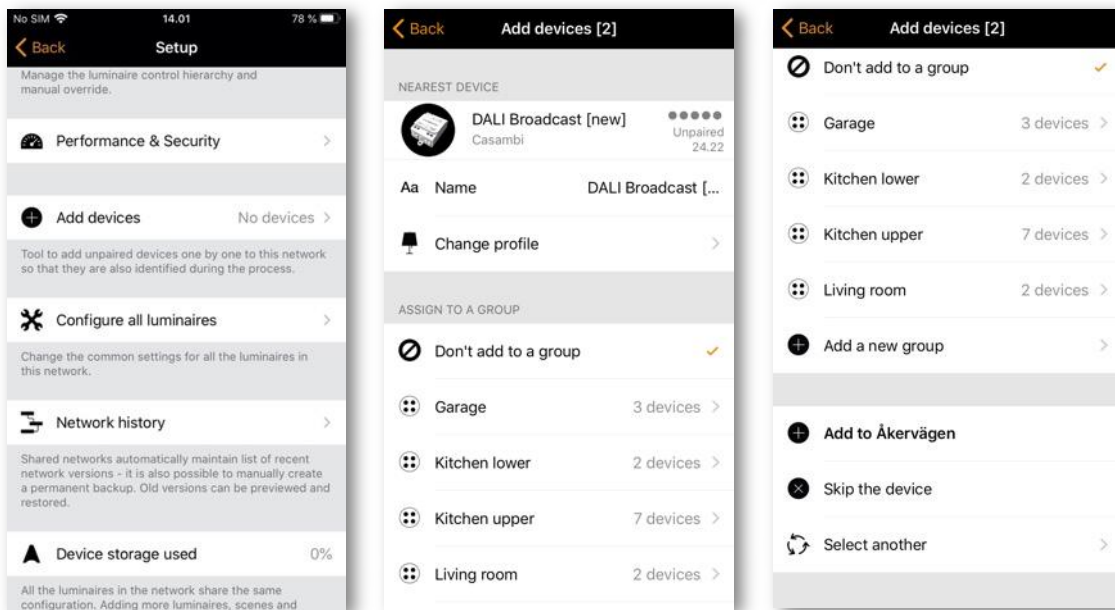 No SIM 14.01 78 %
Back Setup
Manage the luminaire control hierarchy and
manual override.
Performance & Security
Add devices No devices
Tool to add unpaired devices one by one to this network
so that they are also identified during the process.
Configure all luminaires
Change the common settings for all the luminaires in
this network.
Network history
Shared networks automatically maintain list of recent
network versions - it is also possible to manually create
a permanent backup. Old versions can be previewed and
restored.
Device storage used 0%
All the luminaires in the network share the same
configuration. Adding more luminaires, scenes and
Back Add devices [2]
NEAREST DEVICE
DALI Broadcast [new]
Casambi Unpaired
24.22
Aa Name DALI Broadcast [...
Change profile
ASSIGN TO A GROUP
Don't add to a group
Garage 3 devices
Kitchen lower 2 devices
Kitchen upper 7 devices
Living room 2 devices
Back Add devices [2]
Don't add to a group
Garage 3 devices
Kitchen lower 2 devices
Kitchen upper 7 devices
Living room 2 devices
Add a new group
Add to Åkervägen
Skip the device
Select another